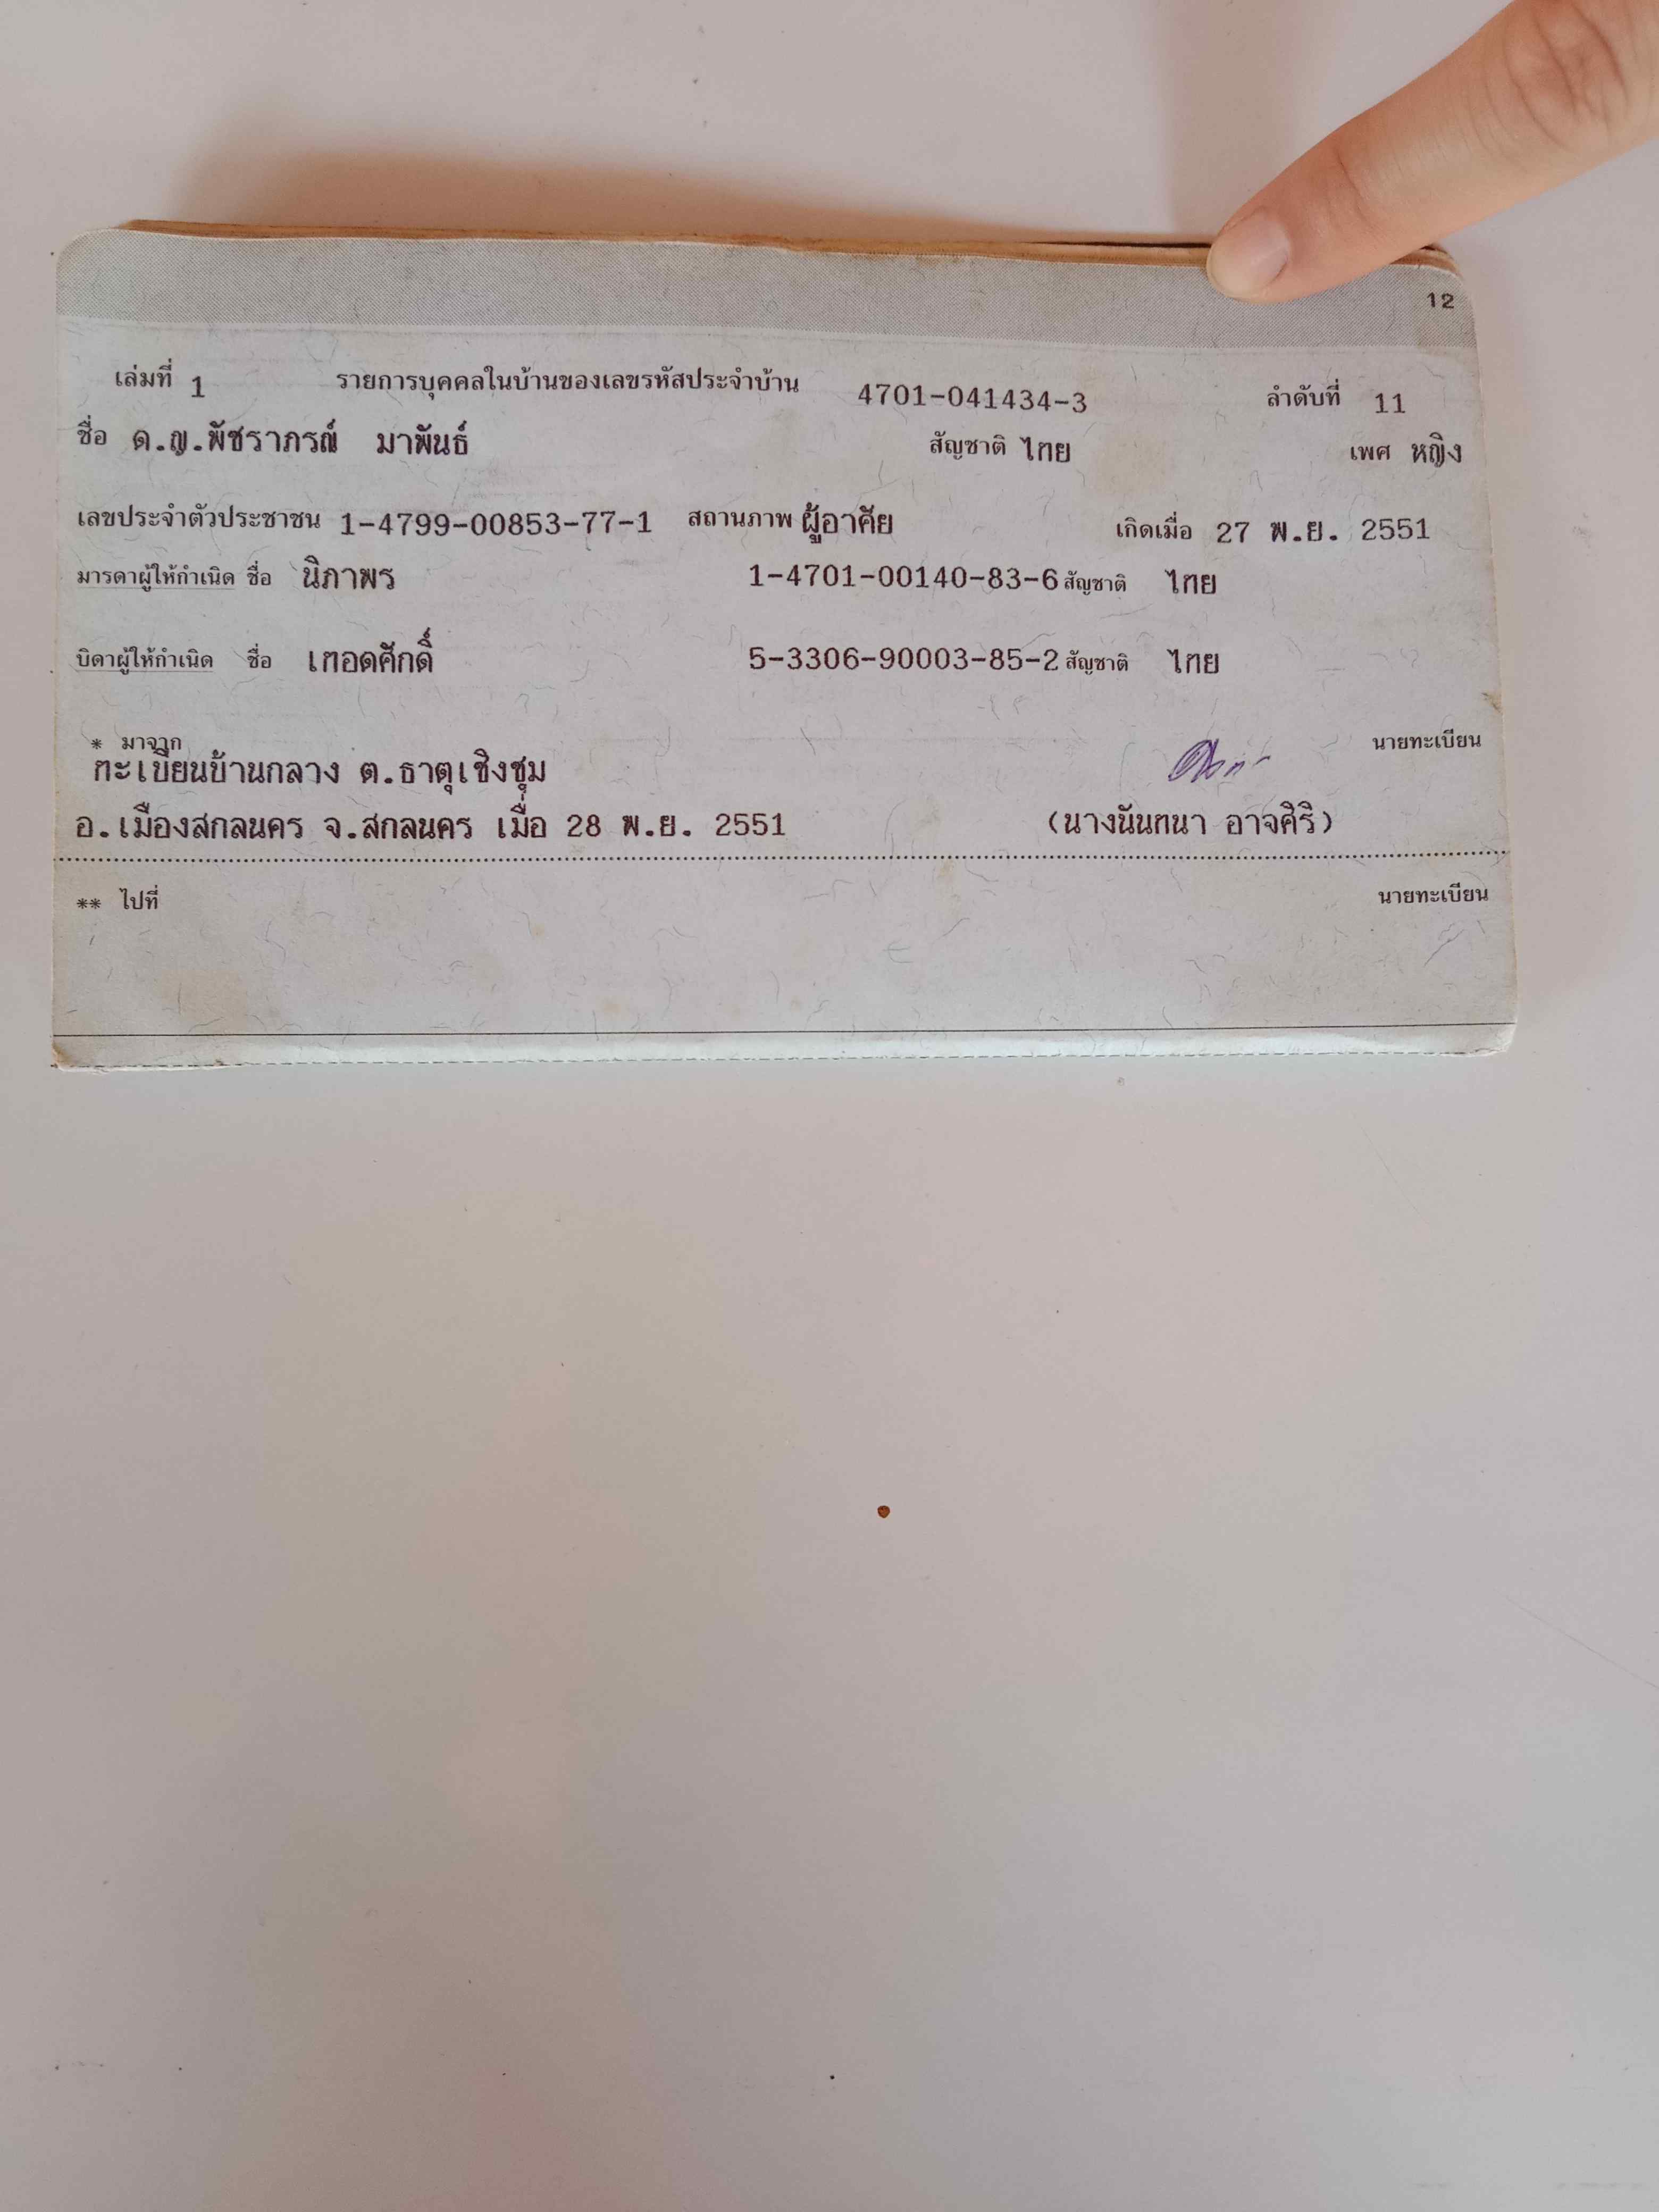 12
เล่มที่ 1 รายการบุคคลในบ้านของเลขรหัสประจำบ้าน 4701-041434-3 ลำดับที่ 11
ชื่อ ด.ญ.พัชราภรณ์ มาพันธ์ สัญชาติ ไทย เพศ หญิง
เลขประจำตัวประชาชน 1-4799-00853-77-1 สถานภาพ ผู้อาศัย เกิดเมื่อ 27 พ.ย. 2551
มารดาผู้ให้กำเนิด ชื่อ นิภาพร 1-4701-00140-83-6 สัญชาติ ไทย
บิดาผู้ให้กำเนิด ชื่อ เทอดศักดิ์ 5-3306-90003-85-2 สัญชาติ ไทย
* มาจาก นายทะเบียน
ทะเบียนบ้านกลาง ต.ธาตุเชิงชุม
อ.เมืองสกลนคร จ.สกลนคร เมื่อ 28 พ.ย. 2551 (นางนันทนา อาจศิริ)
** ไปที่ นายทะเบียน